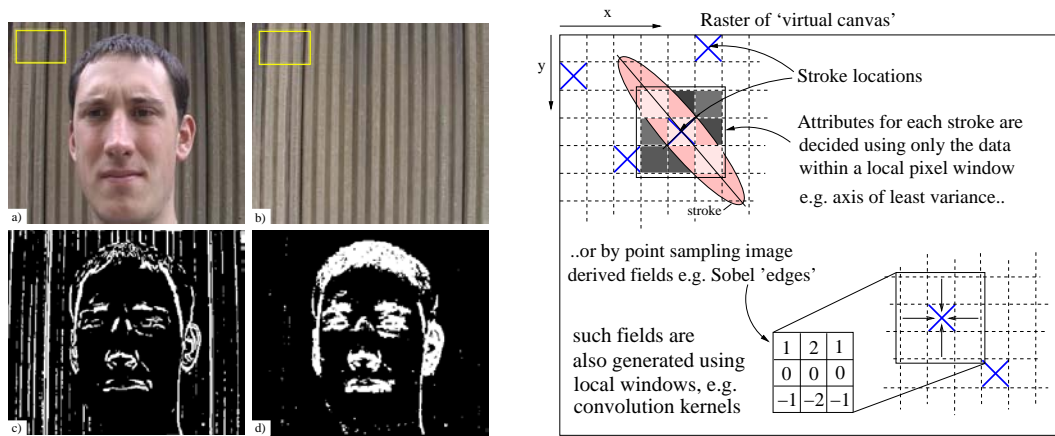 a)
b)
c)
d)
x
y
Raster of 'virtual canvas'
Stroke locations
Attributes for each stroke are
decided using only the data
within a local pixel window
e.g. axis of least variance..
stroke
..or by point sampling image
derived fields e.g. Sobel 'edges'
such fields are
also generated using
local windows, e.g.
convolution kernels
1 2 1
0 0 0
−1 −2 −1